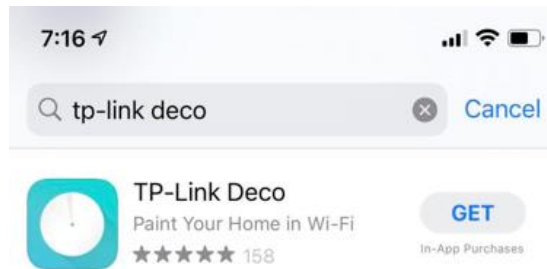 7:16
tp-link deco
Cancel
TP-Link Deco
Paint Your Home in Wi-Fi
GET
158
In-App Purchases